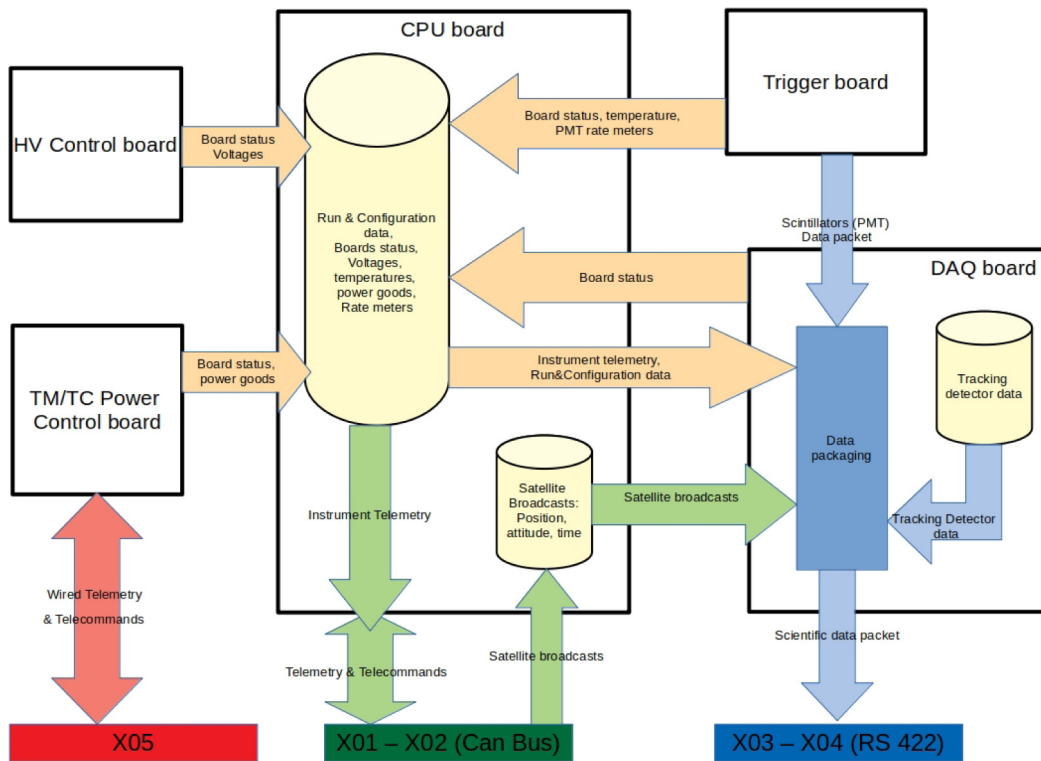 CPU board
Trigger board
HV Control board
Board status
Voltages
Board status, temperature,
PMT rate meters
Run & Configuration
data,
Boards status,
Voltages,
temperatures,
power goods,
Rate meters
Scintillators (PMT)
Data packet
DAQ board
Board status
TM/TC Power
Control board
Board status,
power goods
Instrument telemetry,
Run&Configuration data
Tracking
detector data
Data
packaging
Satellite
Broadcasts:
Position,
attitude, time
Satellite broadcasts
Instrument Telemetry
Tracking Detector
data
Wired Telemetry
& Telecommands
Telemetry & Telecommands
Satellite broadcasts
Scientific data packet
X05
X01 – X02 (Can Bus)
X03 – X04 (RS 422)